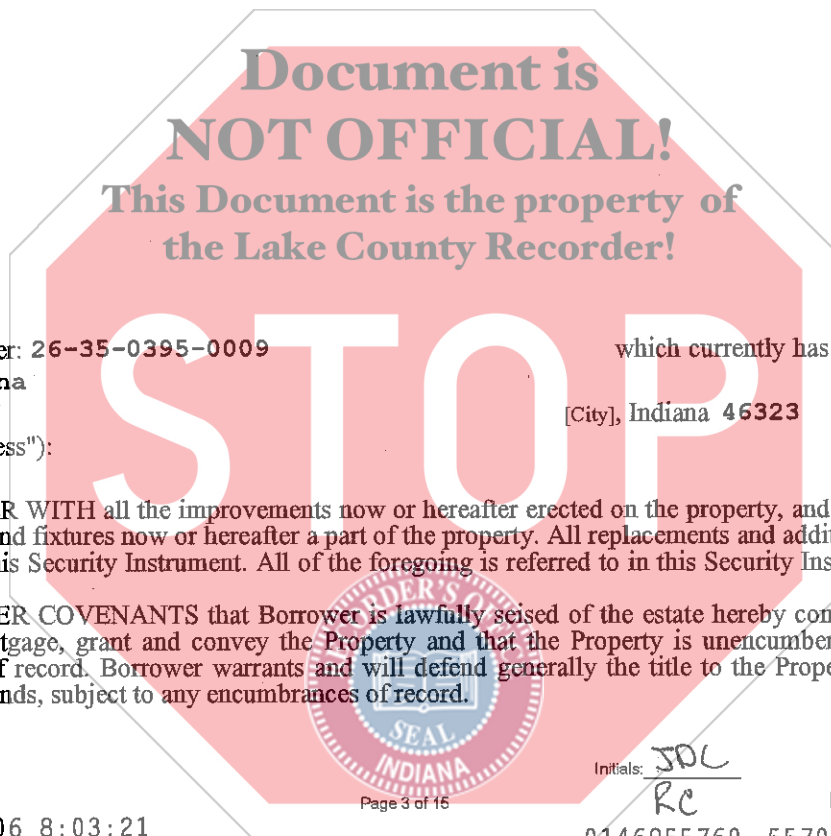 Document is
NOT OFFICIAL!
This Document is the property of
the Lake County Recorder!
STOP
er: 26-35-0395-0009 which currently has
na
[City], Indiana 46323
ess"):
R WITH all the improvements now or hereafter erected on the property, and
nd fixtures now or hereafter a part of the property. All replacements and addit
is Security Instrument. All of the foregoing is referred to in this Security Ins
ER COVENANTS that Borrower is lawfully seised of the estate hereby con
tgage, grant and convey the Property and that the Property is unencumber
f record. Borrower warrants and will defend generally the title to the Prope
nds, subject to any encumbrances of record.
SEAL
INDIANA
Initials: JDC
RC
Page 3 of 15
06 8:03:21